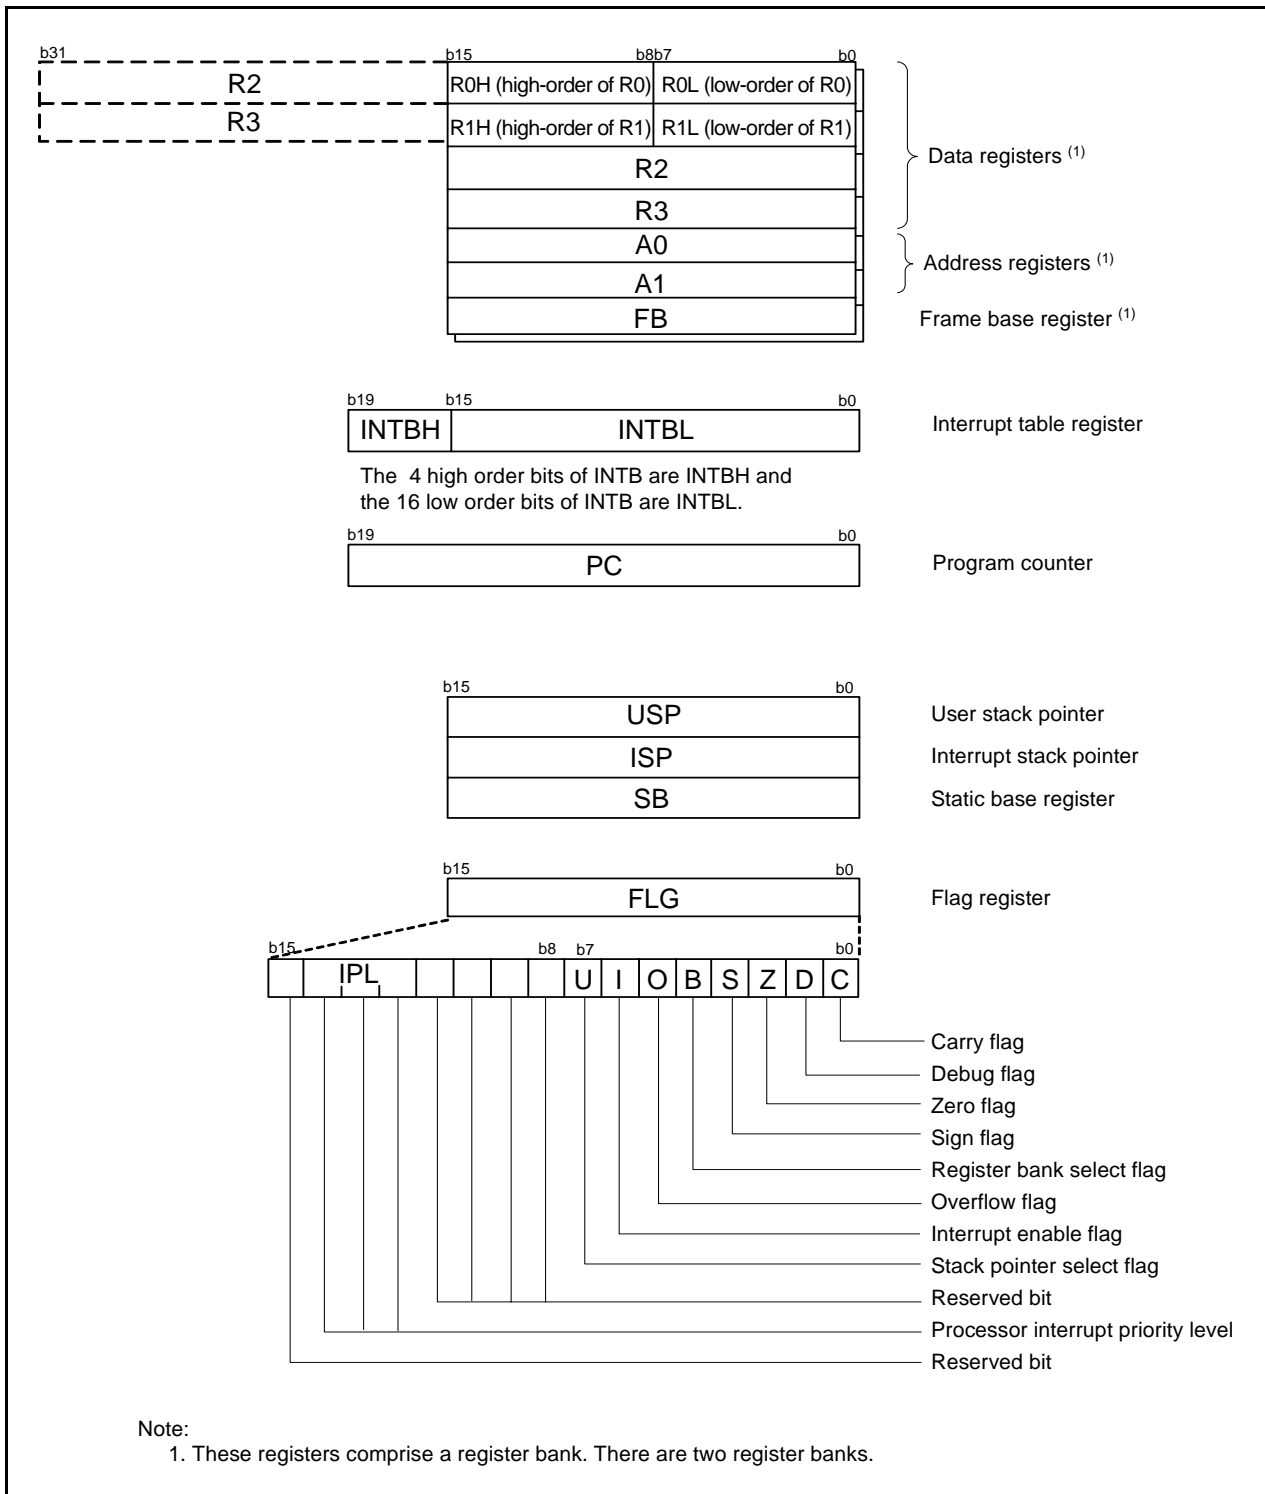 b31 b15 b8b7 b0
R2 R0H (high-order of R0) R0L (low-order of R0)
R3 R1H (high-order of R1) R1L (low-order of R1)
R2
R3
Data registers (1)
A0
A1
Address registers (1)
FB
Frame base register (1)
b19 b15 b0
INTBH INTBL Interrupt table register
The 4 high order bits of INTB are INTBH and
the 16 low order bits of INTB are INTBL.
b19 b0
PC Program counter
b15 b0
USP User stack pointer
ISP Interrupt stack pointer
SB Static base register
b15 b0
FLG Flag register
b15 b8 b7 b0
IPL U I O B S Z D C
Carry flag
Debug flag
Zero flag
Sign flag
Register bank select flag
Overflow flag
Interrupt enable flag
Stack pointer select flag
Reserved bit
Processor interrupt priority level
Reserved bit
Note:
1. These registers comprise a register bank. There are two register banks.